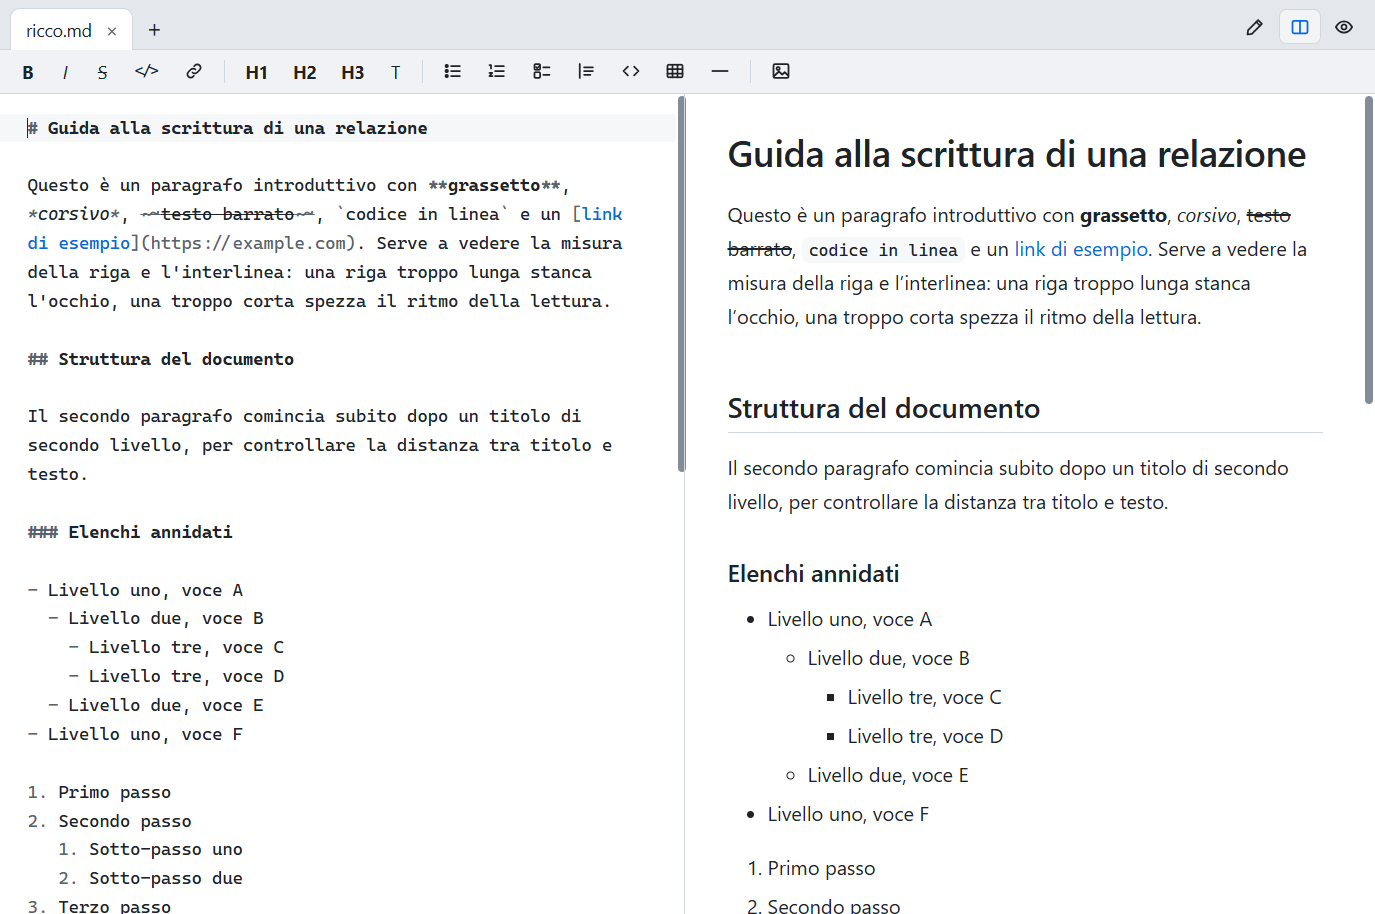 ricco.md × +
B I S </> H1 H2 H3 T
# Guida alla scrittura di una relazione
Questo è un paragrafo introduttivo con **grassetto**,
*corsivo*, ~~testo barrato~~, `codice in linea` e un [link
di esempio](https://example.com). Serve a vedere la misura
della riga e l'interlinea: una riga troppo lunga stanca
l'occhio, una troppo corta spezza il ritmo della lettura.
## Struttura del documento
Il secondo paragrafo comincia subito dopo un titolo di
secondo livello, per controllare la distanza tra titolo e
testo.
### Elenchi annidati
- Livello uno, voce A
  - Livello due, voce B
    - Livello tre, voce C
    - Livello tre, voce D
  - Livello due, voce E
- Livello uno, voce F
1. Primo passo
2. Secondo passo
   1. Sotto-passo uno
   2. Sotto-passo due
3. Terzo passo
Guida alla scrittura di una relazione
Questo è un paragrafo introduttivo con grassetto, corsivo, testo
barrato, codice in linea e un link di esempio. Serve a vedere la
misura della riga e l’interlinea: una riga troppo lunga stanca
l’occhio, una troppo corta spezza il ritmo della lettura.
Struttura del documento
Il secondo paragrafo comincia subito dopo un titolo di secondo
livello, per controllare la distanza tra titolo e testo.
Elenchi annidati
• Livello uno, voce A
◦ Livello due, voce B
▪ Livello tre, voce C
▪ Livello tre, voce D
◦ Livello due, voce E
• Livello uno, voce F
1. Primo passo
2. Secondo passo